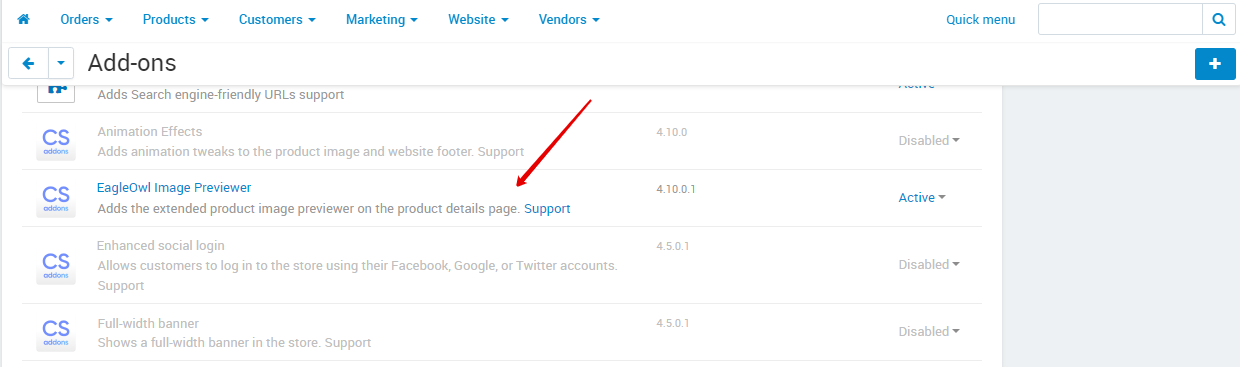 Orders Products Customers Marketing Website Vendors Quick menu
Add-ons
Adds Search engine-friendly URLs support Active
CS addons Animation Effects 4.10.0 Disabled
Adds animation tweaks to the product image and website footer. Support
CS addons EagleOwl Image Previewer 4.10.0.1 Active
Adds the extended product image previewer on the product details page. Support
CS addons Enhanced social login 4.5.0.1 Disabled
Allows customers to log in to the store using their Facebook, Google, or Twitter accounts.
Support
CS addons Full-width banner 4.5.0.1 Disabled
Shows a full-width banner in the store. Support